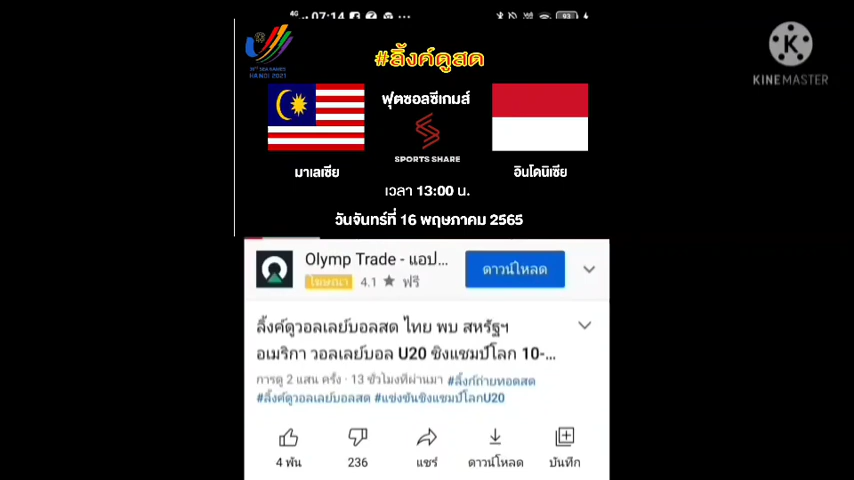 4G 07:14 93
31ST SEA GAMES
HANOI 2021
#ลิ้งค์ดูสด
KINEMASTER
ฟุตซอลซีเกมส์
SPORTS SHARE
มาเลเซีย
อินโดนิเซีย
เวลา 13:00 น.
วันจันทร์ที่ 16 พฤษภาคม 2565
Olymp Trade - แอป...
โฆษณา 4.1 ★ ฟรี
ดาวน์โหลด
ลิ้งค์ดูวอลเลย์บอลสด ไทย พบ สหรัฐฯ
อเมริกา วอลเลย์บอล U20 ชิงแชมป์โลก 10-...
การดู 2 แสน ครั้ง · 13 ชั่วโมงที่ผ่านมา #ลิ้งก์ถ่ายทอดสด
#ลิ้งค์ดูวอลเลย์บอลสด #แข่งขันชิงแชมป์โลกU20
4 พัน
236
แชร์
ดาวน์โหลด
บันทึก